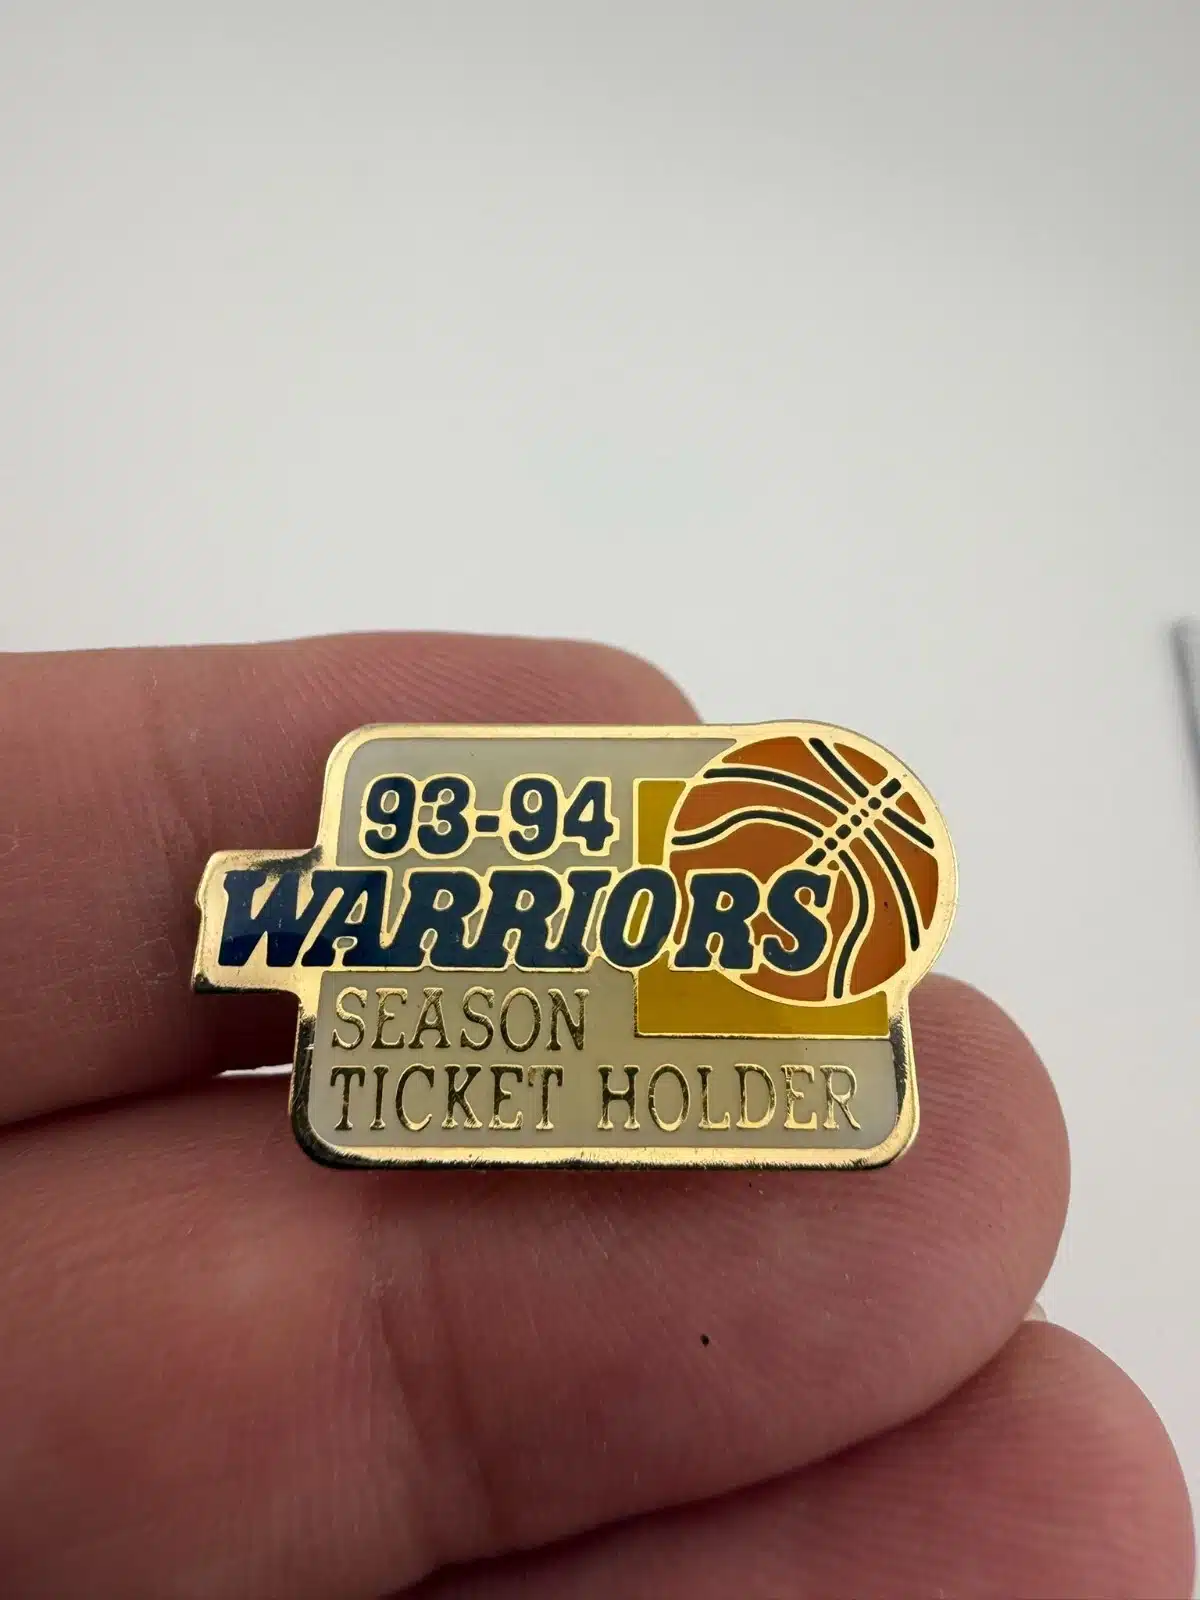 93-94
WARRIORS
SEASON
TICKET HOLDER